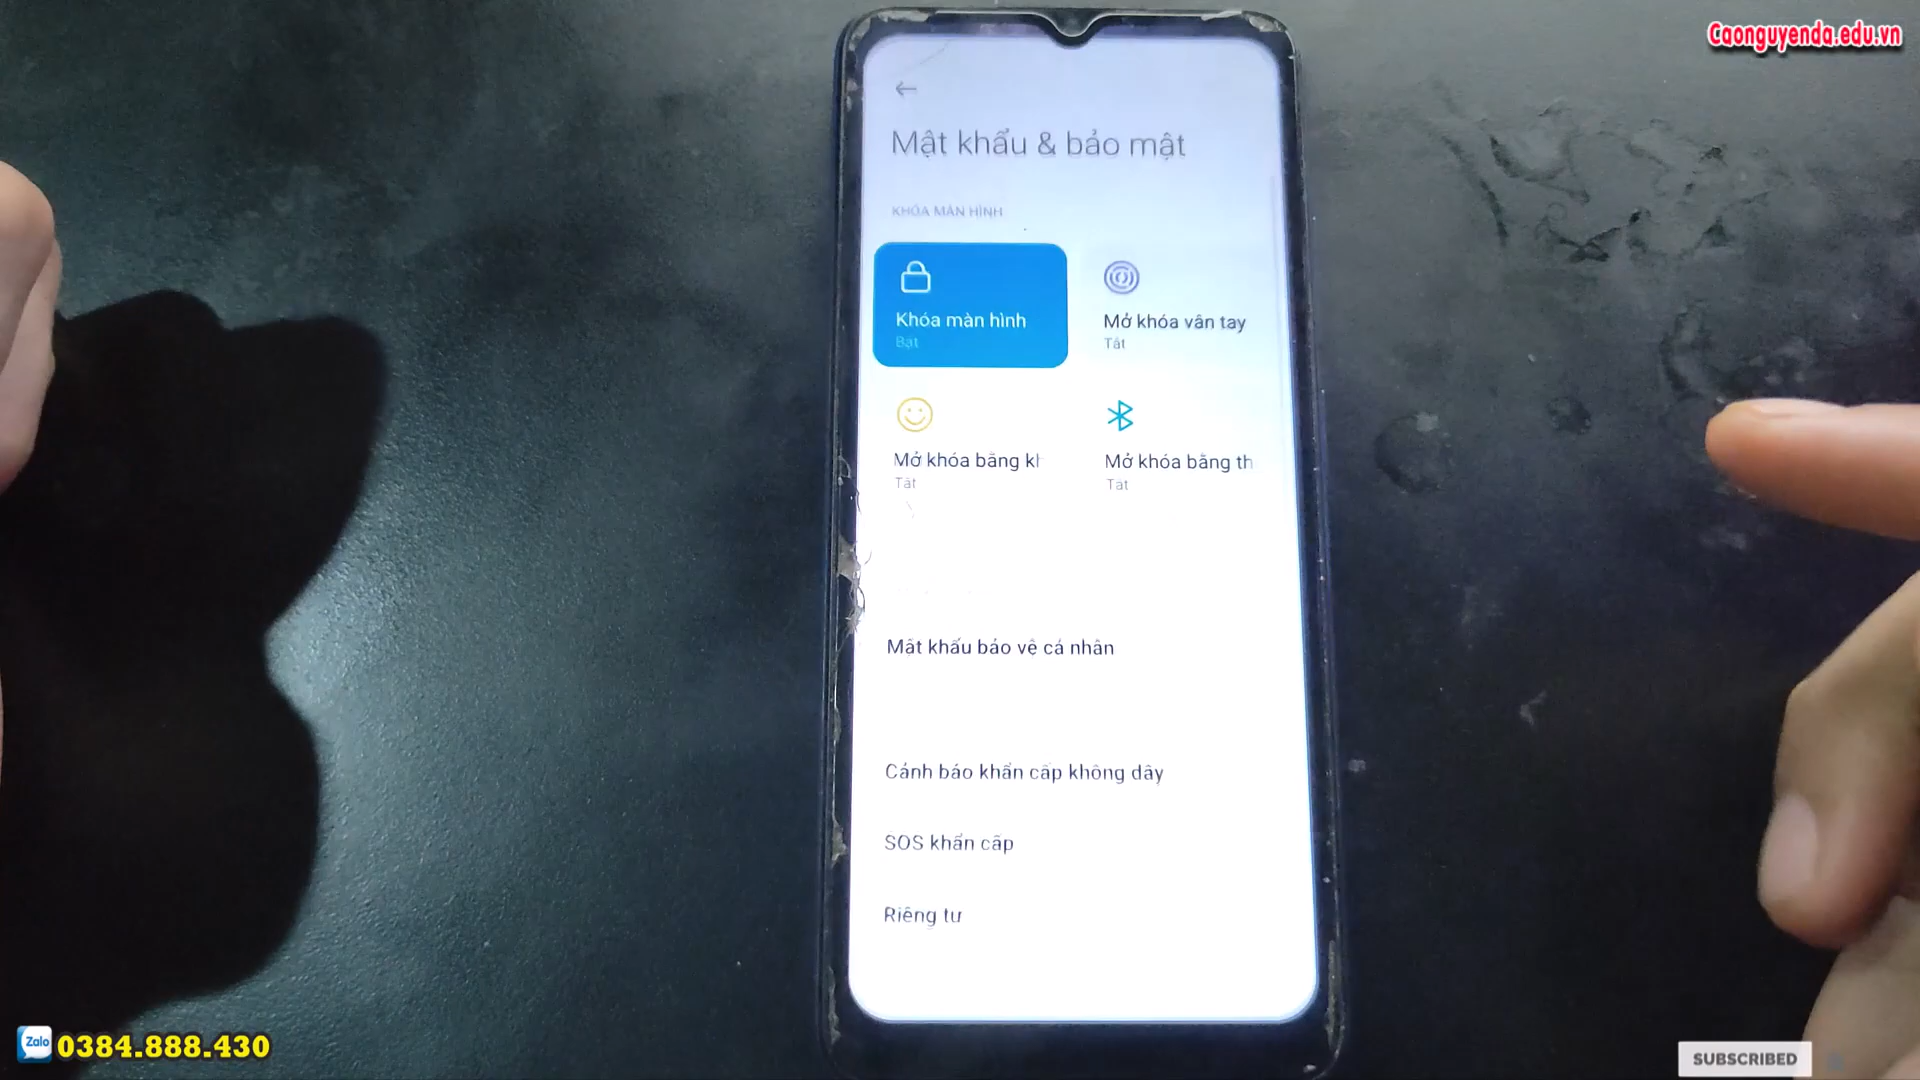 Caonguyenda.edu.vn
Mật khẩu & bảo mật
KHÓA MÀN HÌNH
Khóa màn hình
Bật
Mở khóa vân tay
Tắt
Mở khóa bằng kh
Tắt
Mở khóa bằng th
Tắt
Mật khẩu bảo vệ cá nhân
Cảnh báo khẩn cấp không dây
SOS khẩn cấp
Riêng tư
Zalo 0384.888.430
SUBSCRIBED